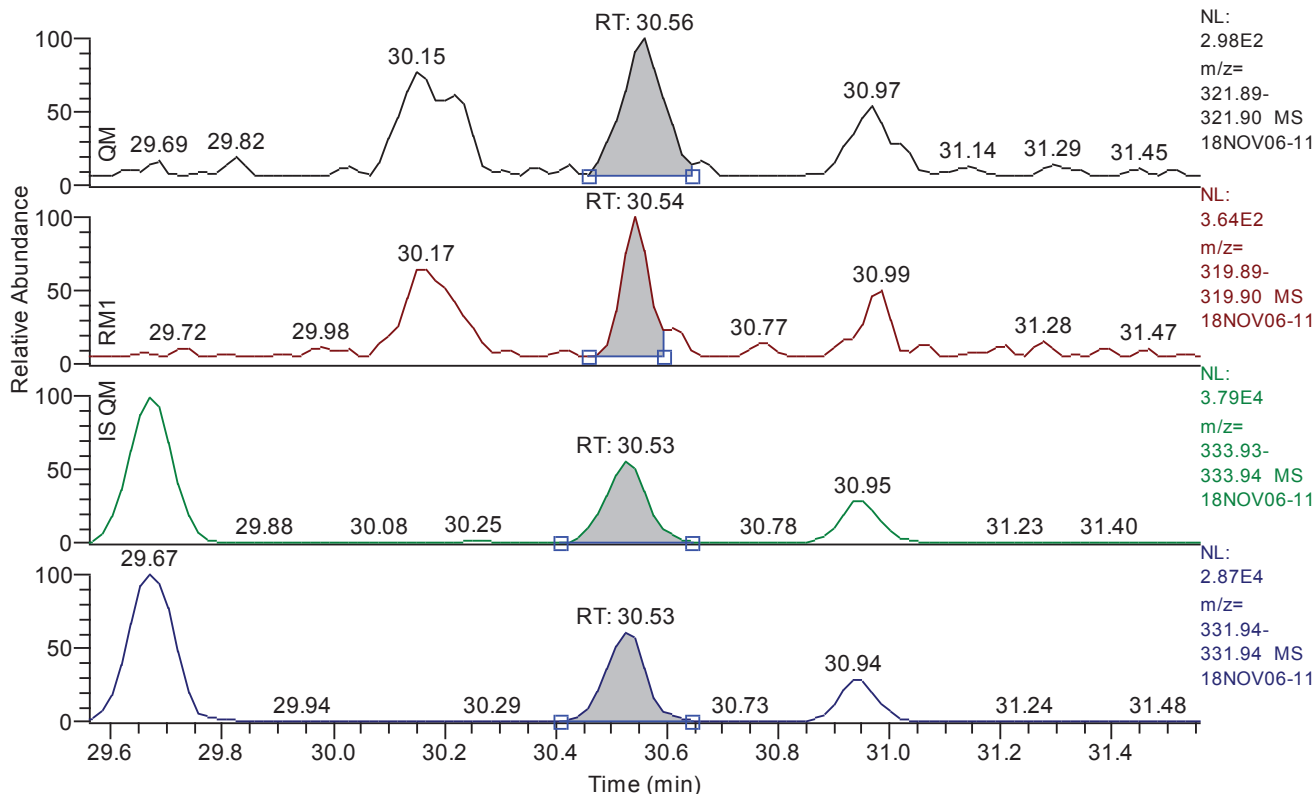 Relative Abundance
RT: 30.56
100
50
0
QM
29.69
29.82
30.15
30.97
31.14
31.29
31.45
NL:
2.98E2
m/z=
321.89-
321.90 MS
18NOV06-11
RT: 30.54
100
50
0
RM1
29.72
29.98
30.17
30.77
30.99
31.28
31.47
NL:
3.64E2
m/z=
319.89-
319.90 MS
18NOV06-11
RT: 30.53
100
50
0
IS QM
29.88
30.08
30.25
30.78
30.95
31.23
31.40
NL:
3.79E4
m/z=
333.93-
333.94 MS
18NOV06-11
29.67
RT: 30.53
100
50
0
29.94
30.29
30.73
30.94
31.24
31.48
NL:
2.87E4
m/z=
331.94-
331.94 MS
18NOV06-11
29.6 29.8 30.0 30.2 30.4 30.6 30.8 31.0 31.2 31.4
Time (min)